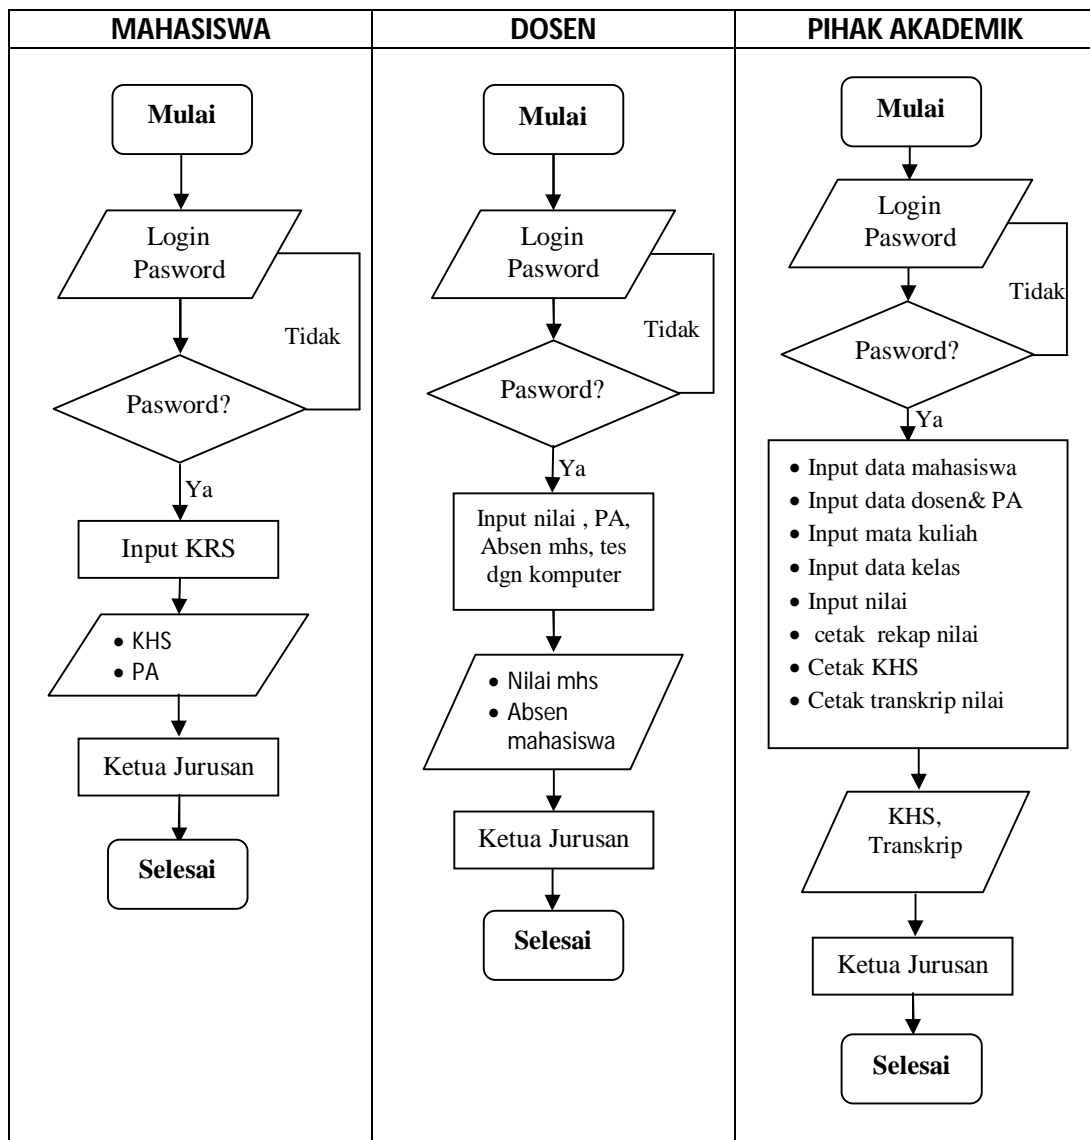 MAHASISWA
Mulai
Login
Pasword
Tidak
Pasword?
Ya
Input KRS
• KHS
• PA
Ketua Jurusan
Selesai
DOSEN
Mulai
Login
Pasword
Tidak
Pasword?
Ya
Input nilai , PA,
Absen mhs, tes
dgn komputer
• Nilai mhs
• Absen
mahasiswa
Ketua Jurusan
Selesai
PIHAK AKADEMIK
Mulai
Login
Pasword
Tidak
Pasword?
Ya
• Input data mahasiswa
• Input data dosen& PA
• Input mata kuliah
• Input data kelas
• Input nilai
• cetak rekap nilai
• Cetak KHS
• Cetak transkrip nilai
KHS,
Transkrip
Ketua Jurusan
Selesai